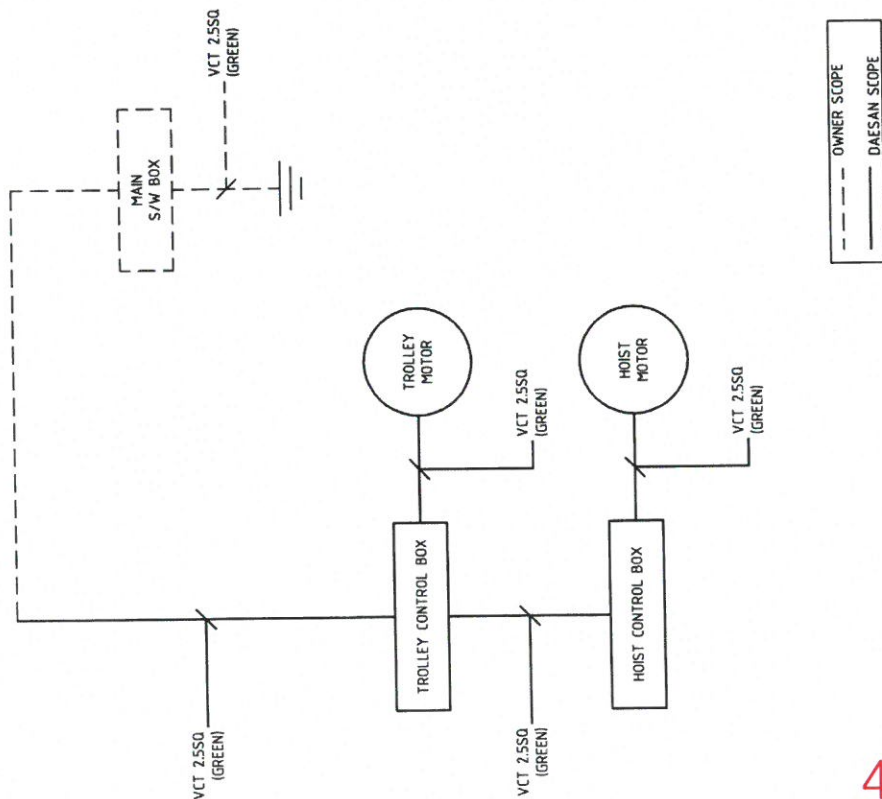 MAIN
S/W BOX
VCT 2.5SQ
(GREEN)
TROLLEY
MOTOR
VCT 2.5SQ
(GREEN)
HOIST
MOTOR
VCT 2.5SQ
(GREEN)
TROLLEY CONTROL BOX
HOIST CONTROL BOX
VCT 2.5SQ
(GREEN)
VCT 2.5SQ
(GREEN)
OWNER SCOPE
DAESAN SCOPE
4